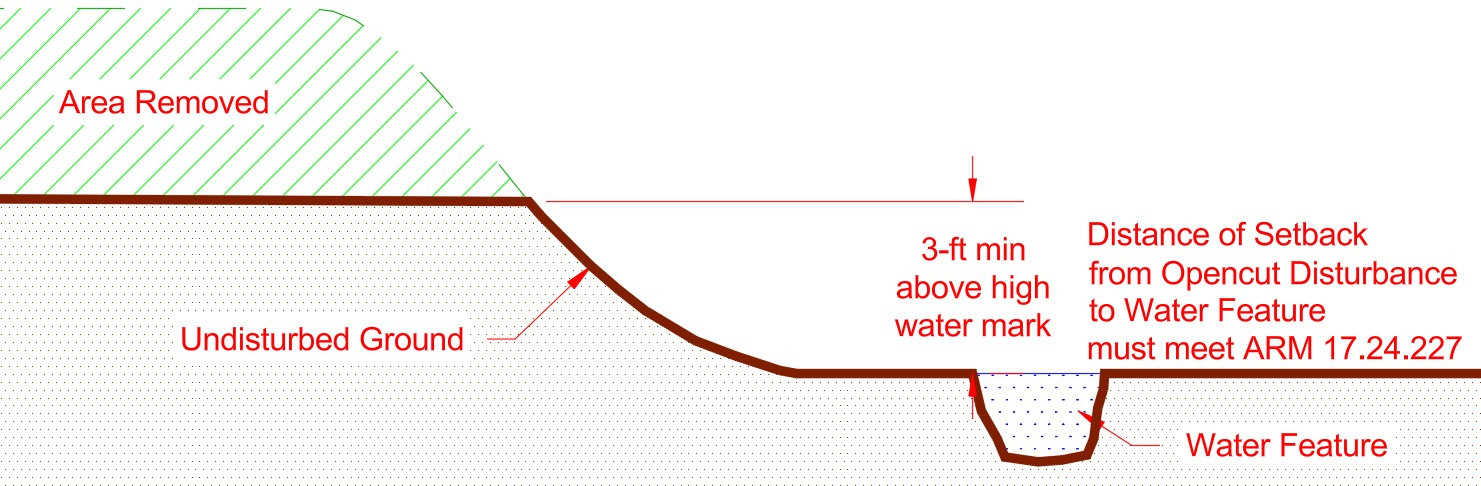 Area Removed
3-ft min
above high
water mark
Distance of Setback
from Opencut Disturbance
to Water Feature
must meet ARM 17.24.227
Undisturbed Ground
Water Feature